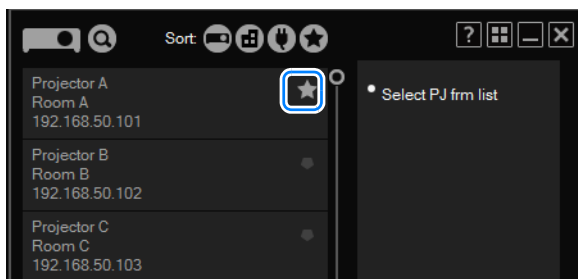 Sort:
?
Projector A
Room A
192.168.50.101
Projector B
Room B
192.168.50.102
Projector C
Room C
192.168.50.103
Select PJ frm list